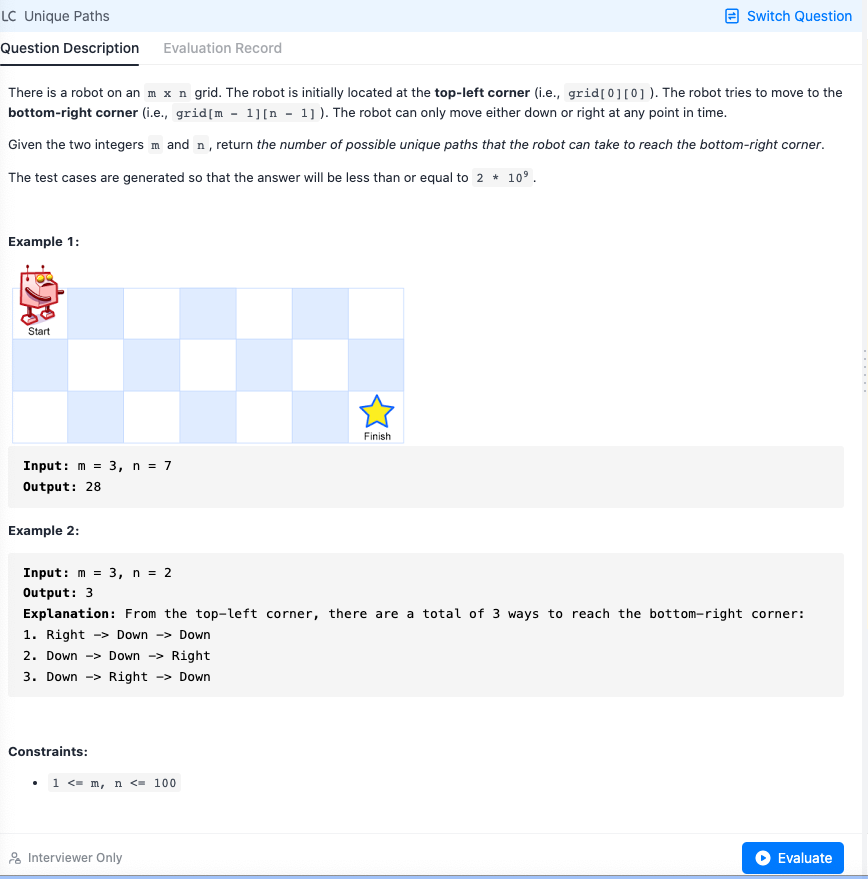 LC Unique Paths
Switch Question
Question Description
Evaluation Record
There is a robot on an m x n grid. The robot is initially located at the top-left corner (i.e., grid[0][0] ). The robot tries to move to the
bottom-right corner (i.e., grid[m - 1][n - 1] ). The robot can only move either down or right at any point in time.
Given the two integers m and n , return the number of possible unique paths that the robot can take to reach the bottom-right corner.
The test cases are generated so that the answer will be less than or equal to 2 * 10⁹ .
Example 1:
Start
Finish
Input: m = 3, n = 7
Output: 28
Example 2:
Input: m = 3, n = 2
Output: 3
Explanation: From the top-left corner, there are a total of 3 ways to reach the bottom-right corner:
1. Right -> Down -> Down
2. Down -> Down -> Right
3. Down -> Right -> Down
Constraints:
• 1 <= m, n <= 100
Interviewer Only
Evaluate